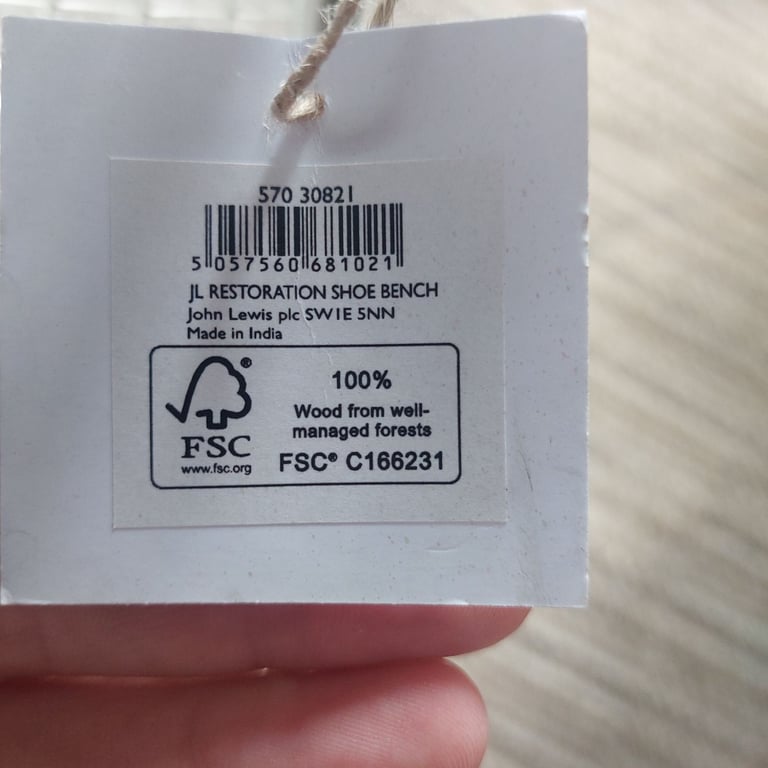 570 30821
5 057560 681021
JL RESTORATION SHOE BENCH
John Lewis plc SW1E 5NN
Made in India
®
100%
Wood from well-
managed forests
FSC
www.fsc.org
FSC® C166231